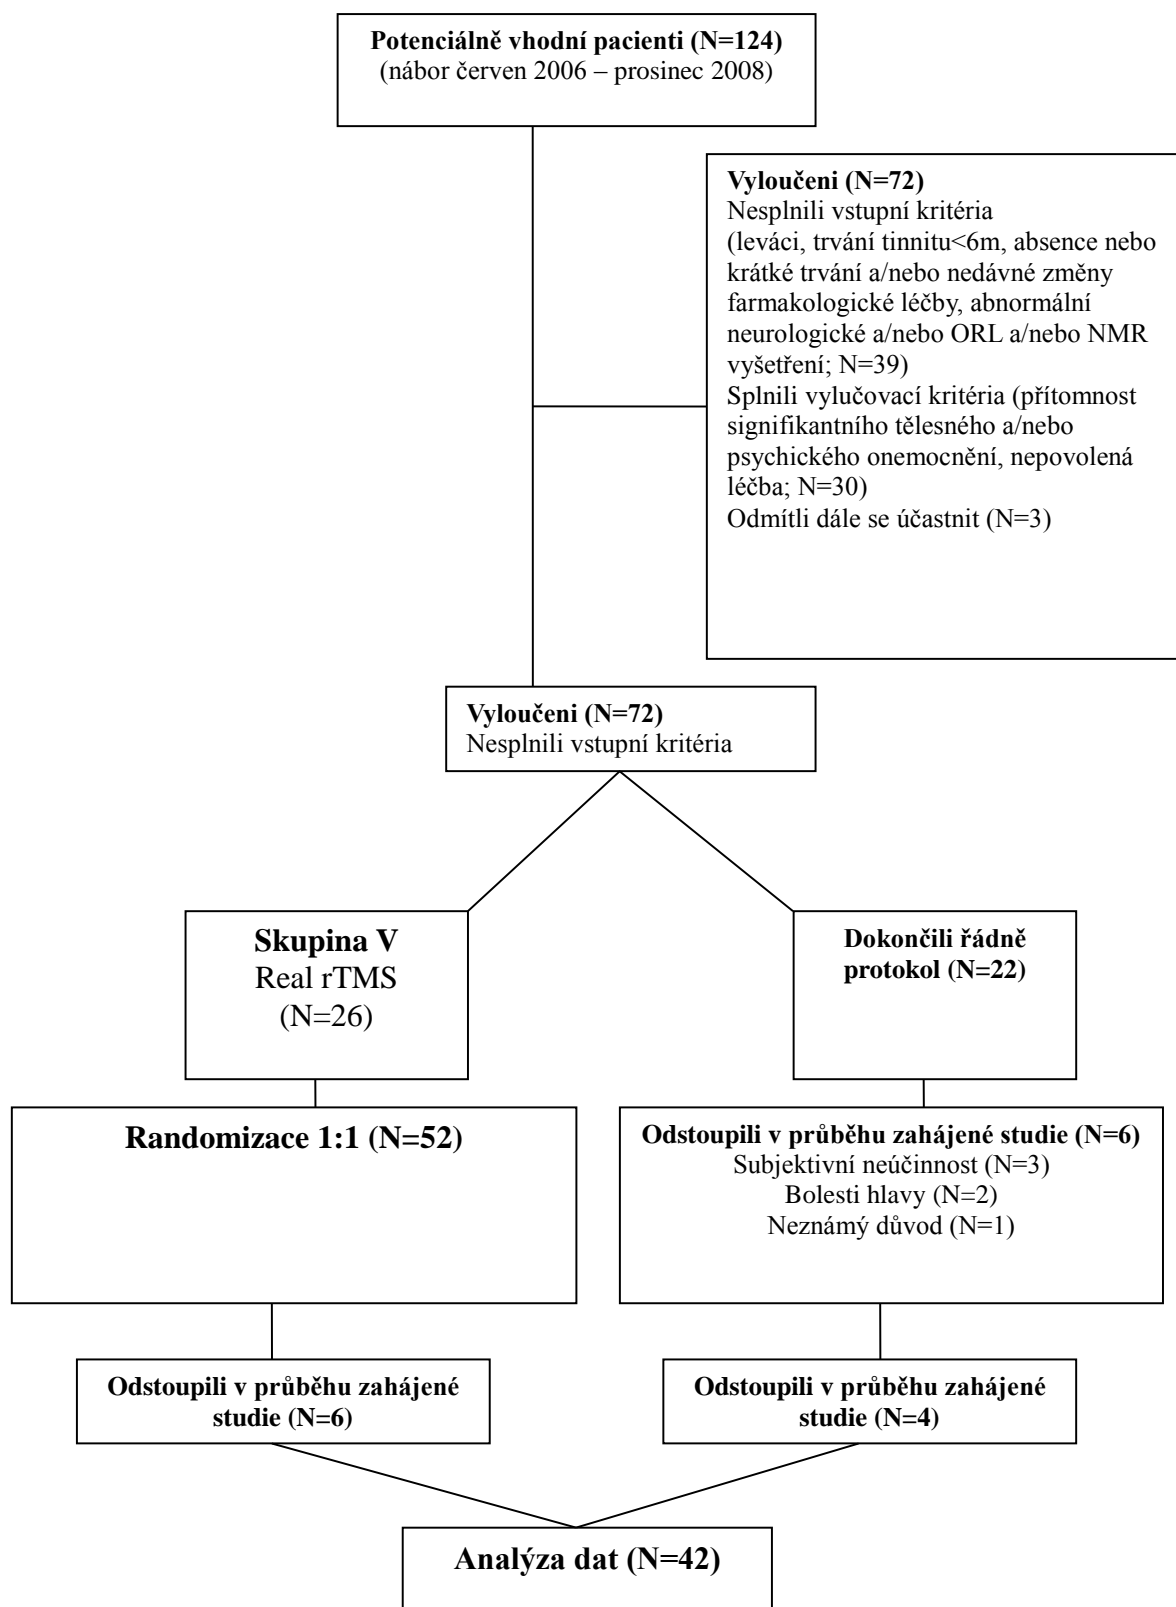 Potenciálně vhodní pacienti (N=124)
(nábor červen 2006 – prosinec 2008)
Vyloučeni (N=72)
Nesplnili vstupní kritéria
(leváci, trvání tinnitu<6m, absence nebo
krátké trvání a/nebo nedávné změny
farmakologické léčby, abnormální
neurologické a/nebo ORL a/nebo NMR
vyšetření; N=39)
Splnili vylučovací kritéria (přítomnost
signifikantního tělesného a/nebo
psychického onemocnění, nepovolená
léčba; N=30)
Odmítli dále se účastnit (N=3)
Vyloučeni (N=72)
Nesplnili vstupní kritéria
Skupina V
Real rTMS
(N=26)
Dokončili řádně
protokol (N=22)
Randomizace 1:1 (N=52)
Odstoupili v průběhu zahájené studie (N=6)
Subjektivní neúčinnost (N=3)
Bolesti hlavy (N=2)
Neznámý důvod (N=1)
Odstoupili v průběhu zahájené
studie (N=6)
Odstoupili v průběhu zahájené
studie (N=4)
Analýza dat (N=42)